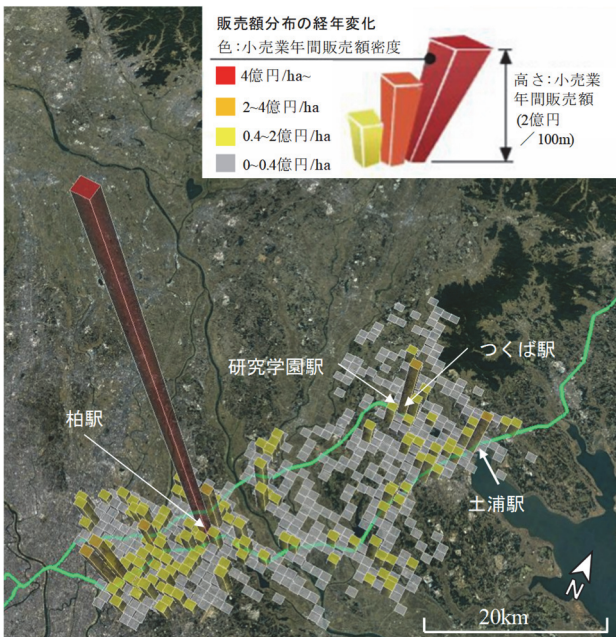 販売額分布の経年変化
色:小売業年間販売額密度
4億円/ha~
2~4億円/ha
0.4~2億円/ha
0~0.4億円/ha
高さ:小売業
年間販売額
(2億円
/100m)
つくば駅
研究学園駅
柏駅
土浦駅
N
20km